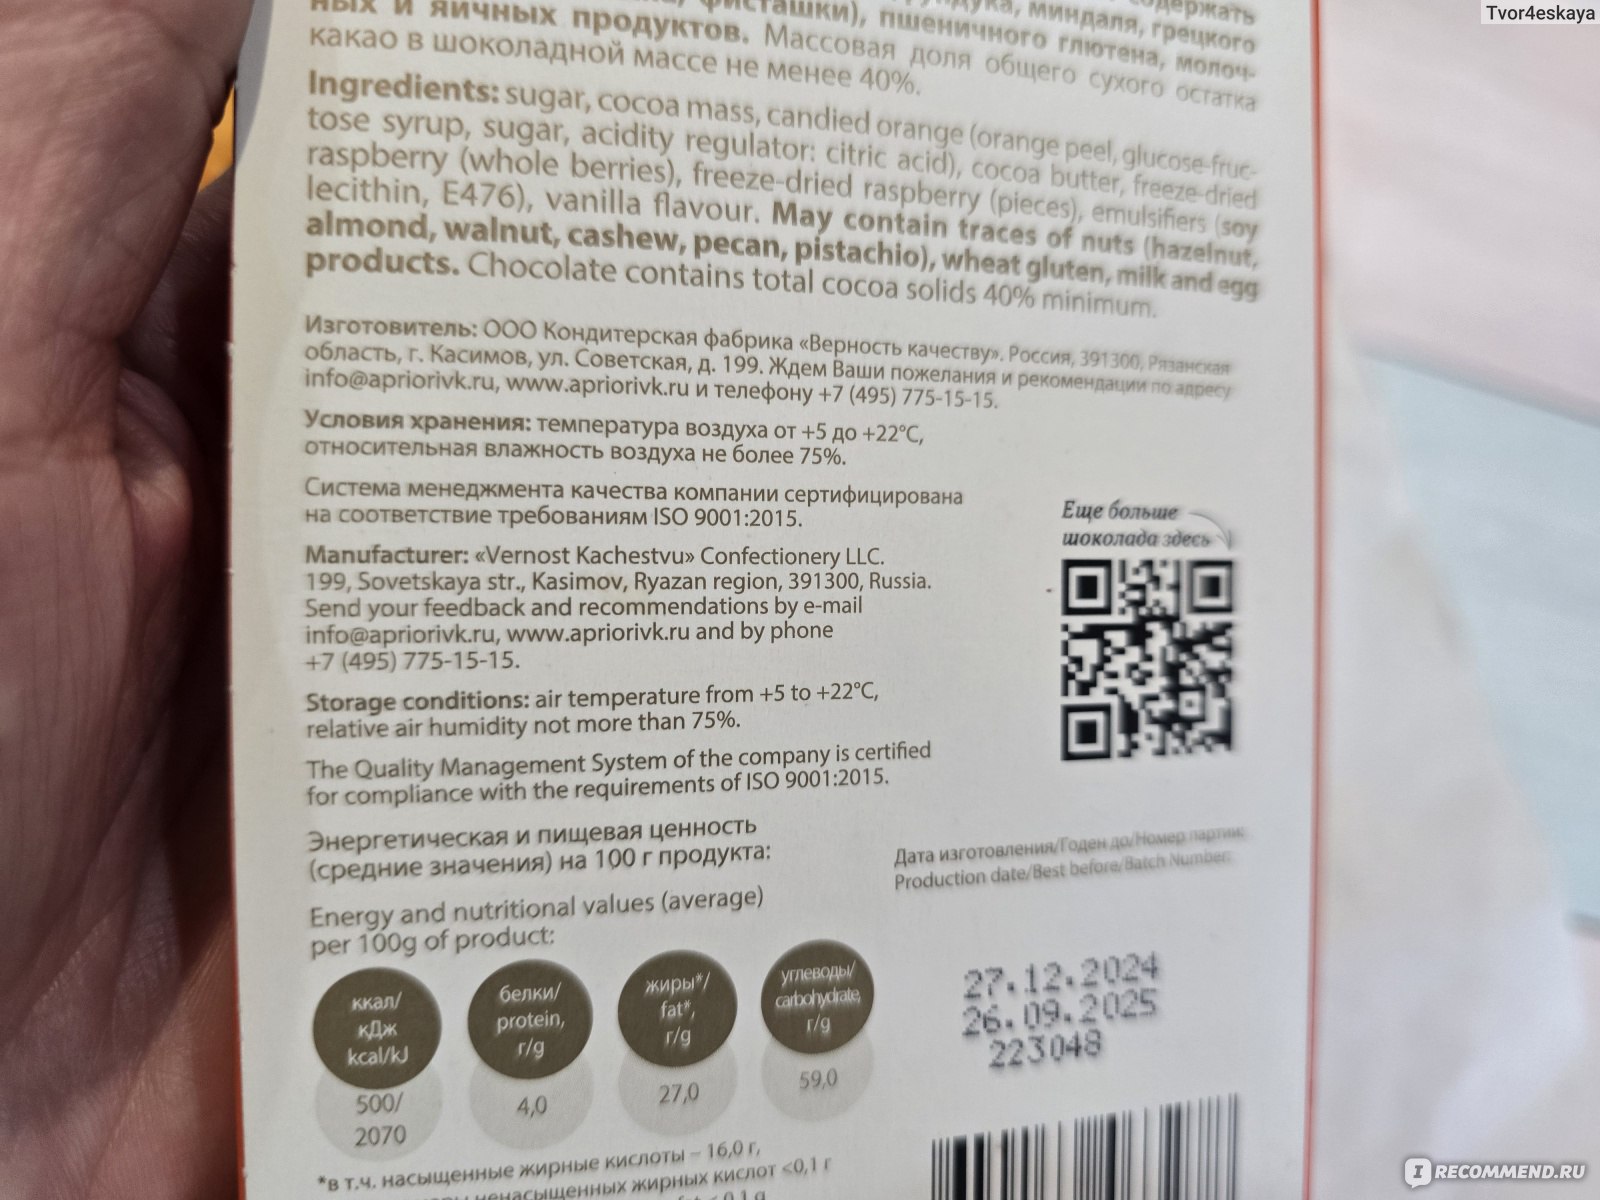 Tvor4eskaya
содержать
фисташки), пшеничного глютена, молоч-
миндаля, грецкого
ных и яичных продуктов. Массовая доля общего сухого остатка
какао в шоколадной массе не менее 40%.
Ingredients: sugar, cocoa mass, candied orange (orange peel, glucose-fruc-
tose syrup, sugar, acidity regulator: citric acid), cocoa butter, freeze-dried
raspberry (whole berries), freeze-dried raspberry (pieces), emulsifiers (soy
lecithin, E476), vanilla flavour. May contain traces of nuts (hazelnut,
almond, walnut, cashew, pecan, pistachio), wheat gluten, milk and egg
products. Chocolate contains total cocoa solids 40% minimum.
Изготовитель: ООО Кондитерская фабрика «Верность качеству». Россия, 391300, Рязанская
область, г. Касимов, ул. Советская, д. 199. Ждем Ваши пожелания и рекомендации по адресу
info@apriorivk.ru, www.apriorivk.ru и телефону +7 (495) 775-15-15.
Условия хранения: температура воздуха от +5 до +22°C,
относительная влажность воздуха не более 75%.
Система менеджмента качества компании сертифицирована
на соответствие требованиям ISO 9001:2015.
Еще больше
шоколада здесь
Manufacturer: «Vernost Kachestvu» Confectionery LLC.
199, Sovetskaya str., Kasimov, Ryazan region, 391300, Russia.
Send your feedback and recommendations by e-mail
info@apriorivk.ru, www.apriorivk.ru and by phone
+7 (495) 775-15-15.
Storage conditions: air temperature from +5 to +22°C,
relative air humidity not more than 75%.
The Quality Management System of the company is certified
for compliance with the requirements of ISO 9001:2015.
Энергетическая и пищевая ценность
(средние значения) на 100 г продукта:
Energy and nutritional values (average)
per 100g of product:
Дата изготовления/Годен до/Номер партии:
Production date/Best before/Batch Number:
ккал/
кДж
kcal/kJ
500/
2070
белки/
protein,
г/g
4,0
жиры*/
fat*,
г/g
27,0
углеводы/
carbohydrate,
г/g
59,0
27.12.2024
26.09.2025
223048
*в т.ч. насыщенные жирные кислоты – 16,0 г,
ненасыщенных жирных кислот <0,1 г
IRECOMMEND.RU